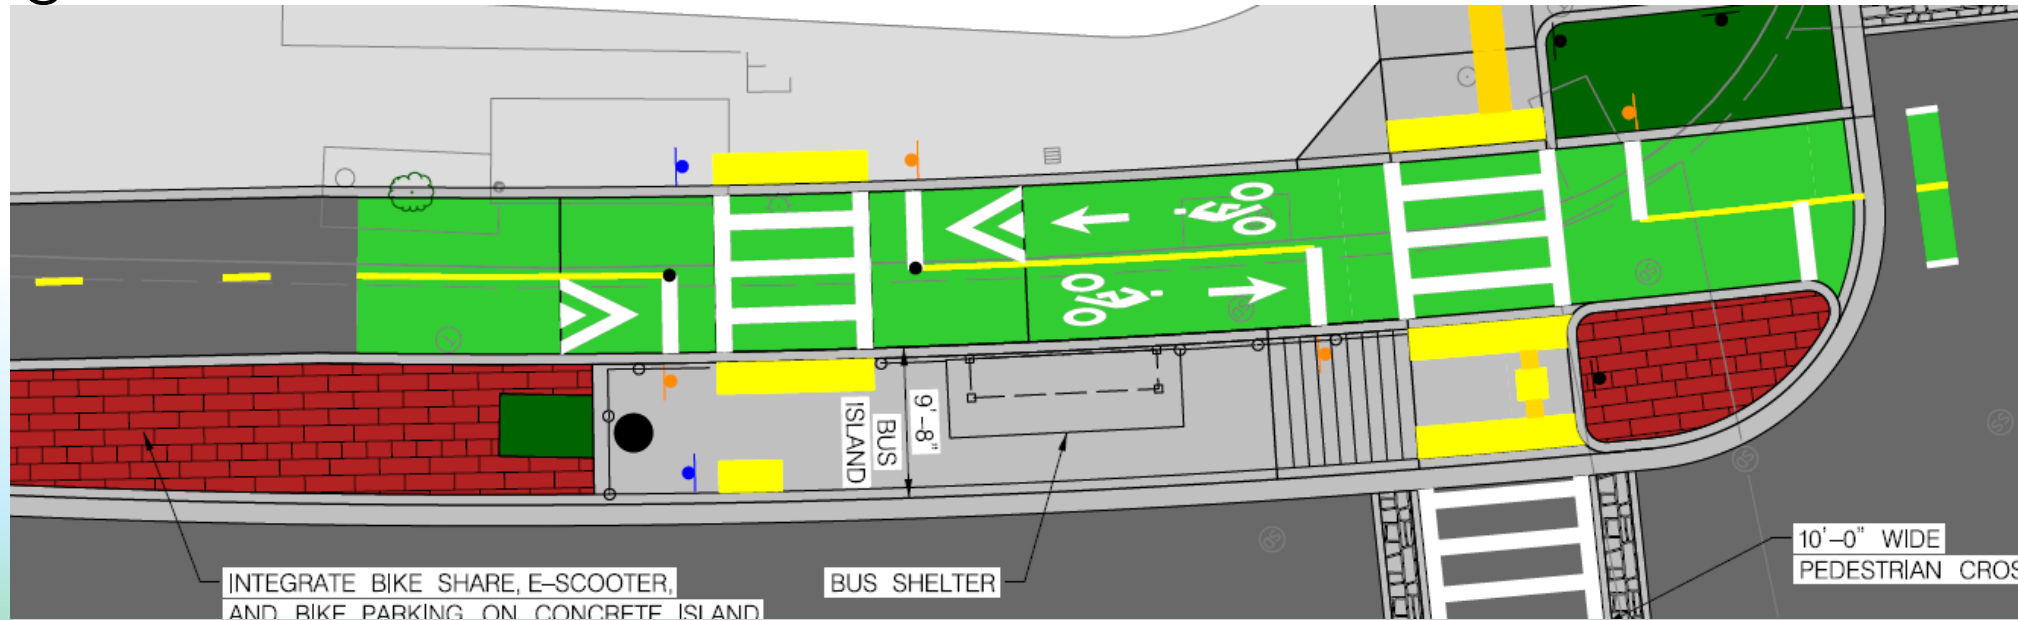 9'-8"
BUS
ISLAND
INTEGRATE BIKE SHARE, E-SCOOTER,
AND BIKE PARKING ON CONCRETE ISLAND
BUS SHELTER
10'-0" WIDE
PEDESTRIAN CROS